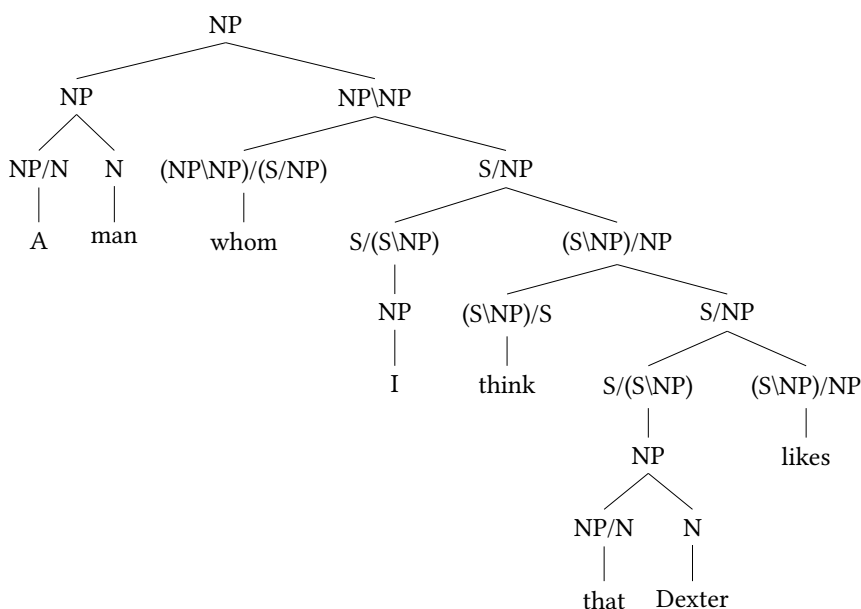 NP
NP NP\NP
NP/N N (NP\NP)/(S/NP) S/NP
A man whom S/(S\NP) (S\NP)/NP
NP (S\NP)/S S/NP
I think S/(S\NP) (S\NP)/NP
NP likes
NP/N N
that Dexter